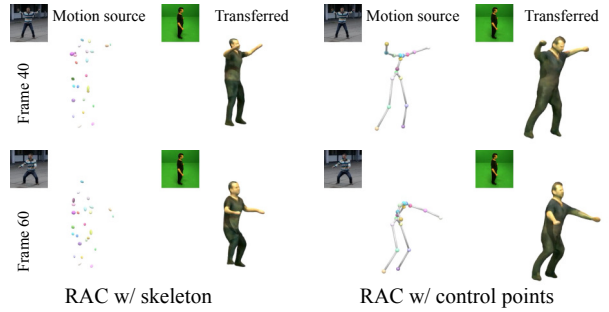 Motion source Transferred Motion source Transferred
Frame 40
Frame 60
RAC w/ skeleton RAC w/ control points